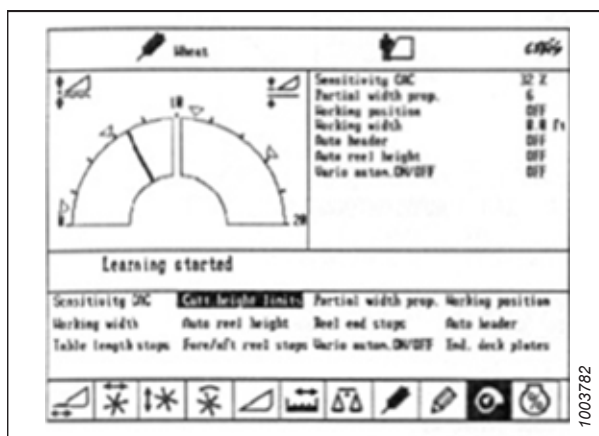 Wheat
cebis
Sensitivity CAC 32 %
Partial width prop. 6
Working position OFF
Working width 0.0 ft
Auto header OFF
Auto reel height OFF
Vario autom.ON/OFF OFF
10
0 20
Learning started
Sensitivity CAC Cutt.height limits Partial width prop. Working position
Working width Auto reel height Reel end stops Auto header
Table length stops Fore/aft reel stops Vario autom.ON/OFF End. deck plates
%
1003782